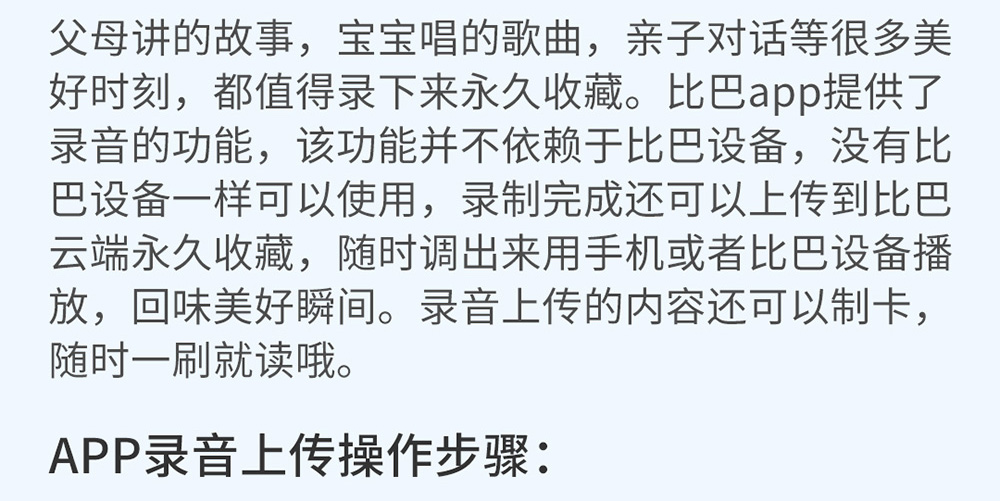 父母讲的故事，宝宝唱的歌曲，亲子对话等很多美
好时刻，都值得录下来永久收藏。比巴app提供了
录音的功能，该功能并不依赖于比巴设备，没有比
巴设备一样可以使用，录制完成还可以上传到比巴
云端永久收藏，随时调出来用手机或者比巴设备播
放，回味美好瞬间。录音上传的内容还可以制卡，
随时一刷就读哦。
APP录音上传操作步骤：